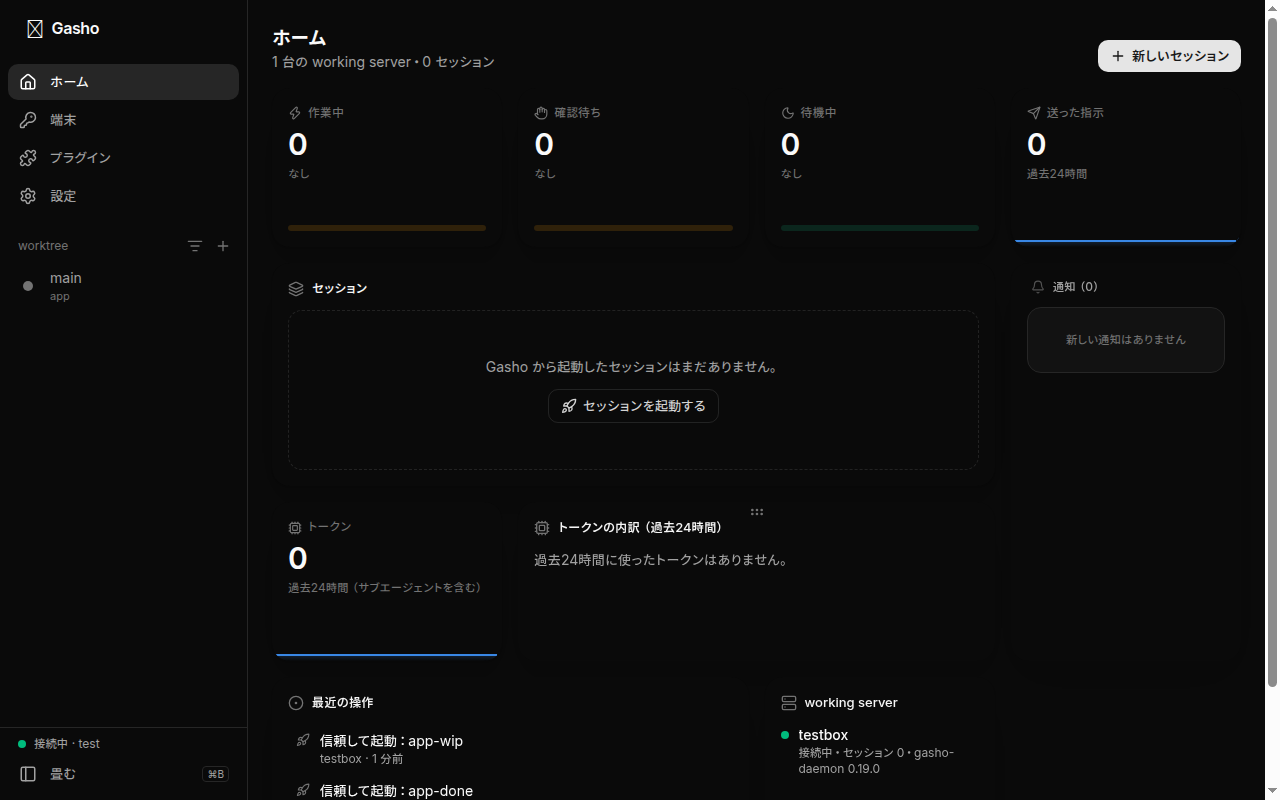 Gasho
ホーム
端末
プラグイン
設定
worktree
main
app
接続中 · test
畳む
⌘B
ホーム
1 台の working server • 0 セッション
新しいセッション
作業中
0
なし
確認待ち
0
なし
待機中
0
なし
送った指示
0
過去24時間
セッション
Gasho から起動したセッションはまだありません。
セッションを起動する
通知（0）
新しい通知はありません
トークン
0
過去24時間（サブエージェントを含む）
トークンの内訳（過去24時間）
過去24時間に使ったトークンはありません。
最近の操作
信頼して起動：app-wip
testbox · 1 分前
信頼して起動：app-done
working server
testbox
接続中 • セッション 0 • gasho-
daemon 0.19.0